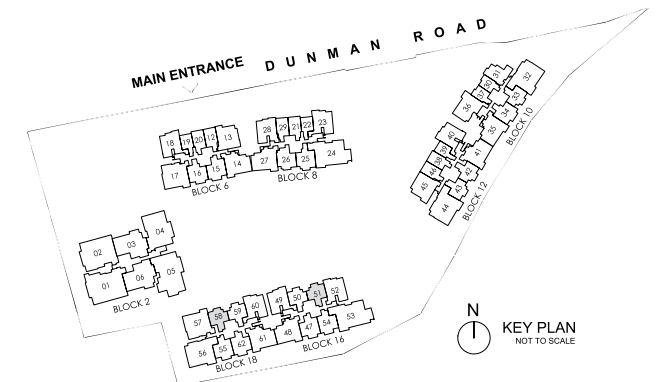 DUNMAN ROAD
MAIN ENTRANCE
18 19 20 12 13
17 16 15 14
BLOCK 6
28 29 21 22 23
27 26 25 24
BLOCK 8
37 30 31 32
36 35 34 33
BLOCK 10
46 38 39 40
45 44 43 42 41
BLOCK 12
02 03 04
01 06 05
BLOCK 2
57 58 59 60
56 55 62 61
BLOCK 18
49 50 51 52
48 47 54 53
BLOCK 16
N
KEY PLAN
NOT TO SCALE